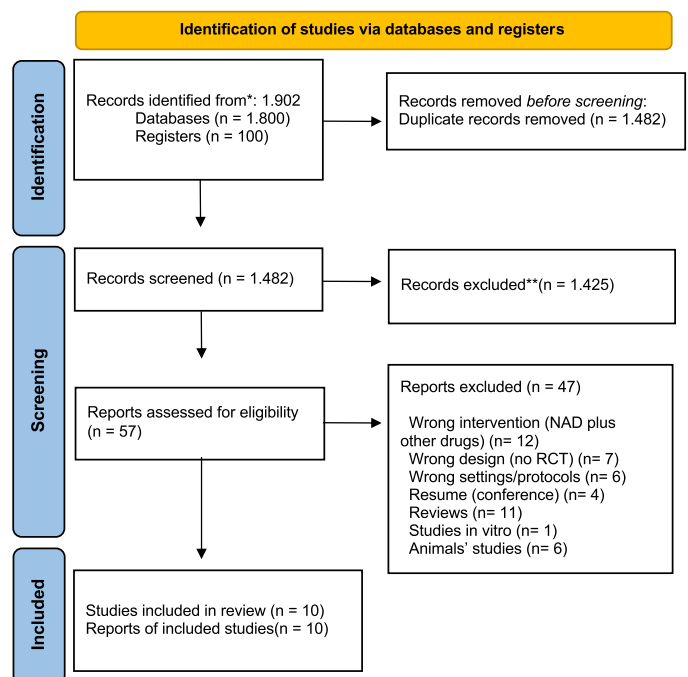 Identification of studies via databases and registers
Identification
Records identified from*: 1.902
Databases (n = 1.800)
Registers (n = 100)
Records removed before screening:
Duplicate records removed (n = 1.482)
Screening
Records screened (n = 1.482)
Records excluded**(n = 1.425)
Reports assessed for eligibility
(n = 57)
Reports excluded (n = 47)
Wrong intervention (NAD plus
other drugs) (n= 12)
Wrong design (no RCT) (n= 7)
Wrong settings/protocols (n= 6)
Resume (conference) (n= 4)
Reviews (n= 11)
Studies in vitro (n= 1)
Animals’ studies (n= 6)
Included
Studies included in review (n = 10)
Reports of included studies(n = 10)